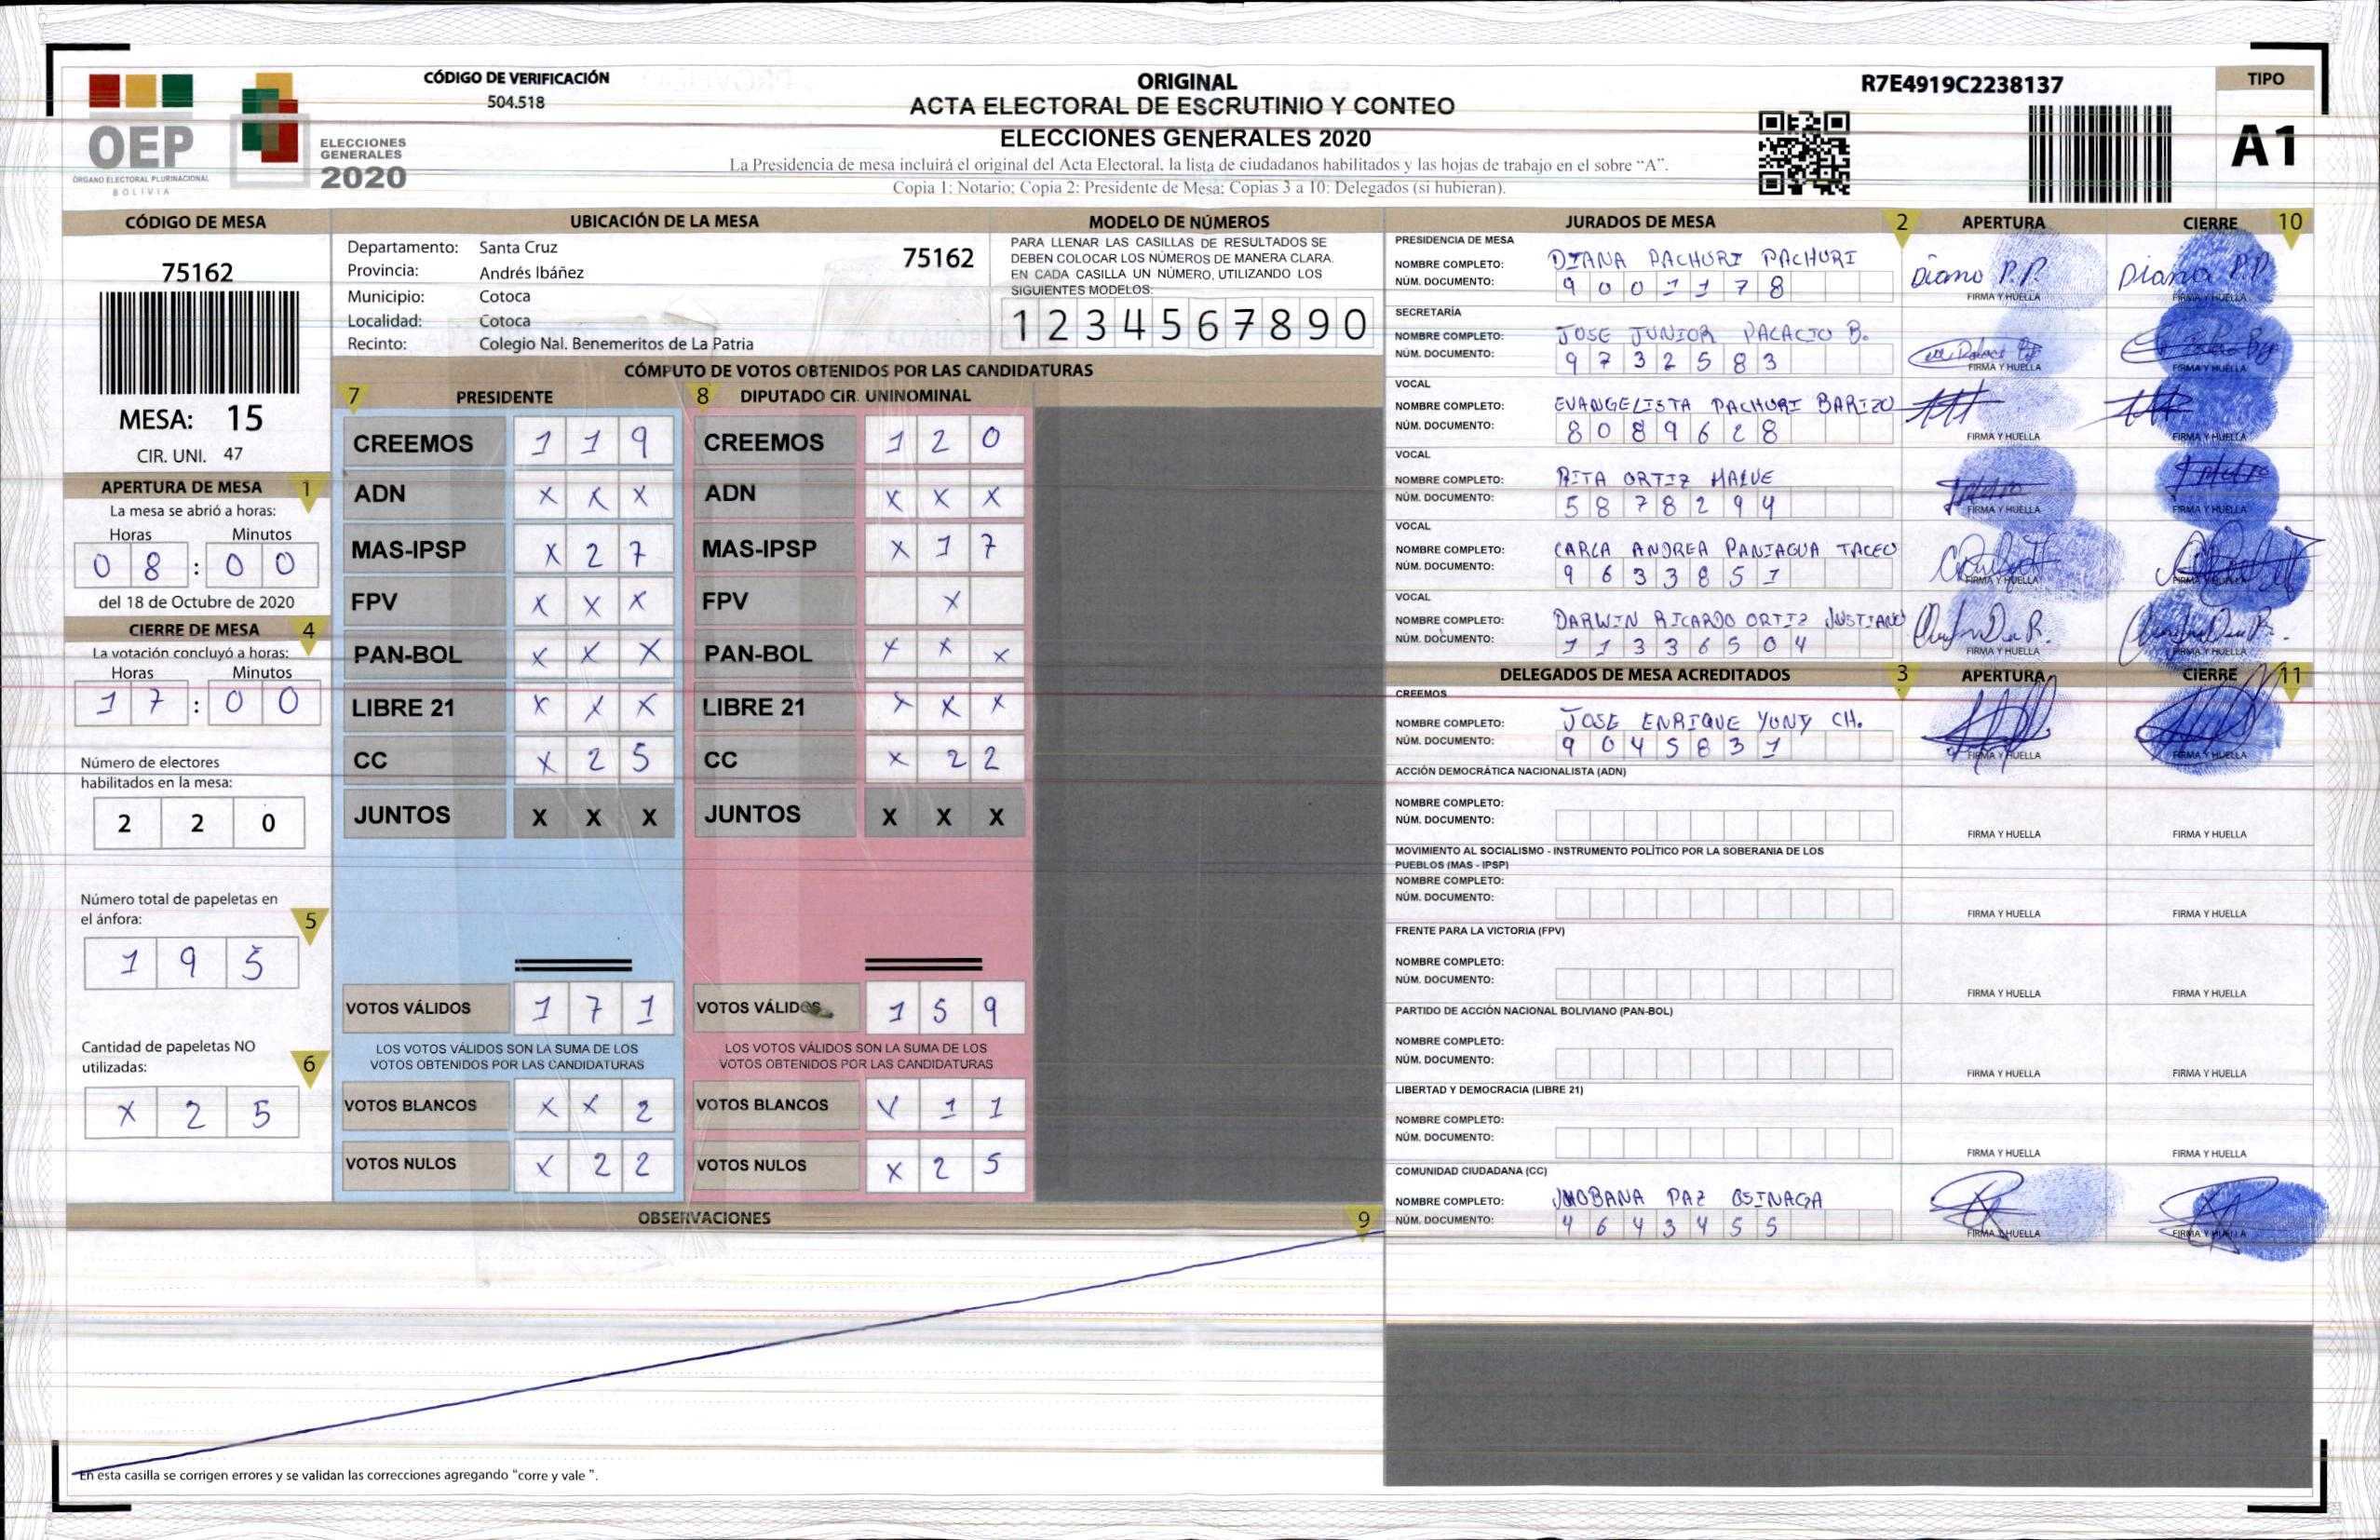 CÓDIGO DE VERIFICACIÓN
504.518
OEP
ÓRGANO ELECTORAL PLURINACIONAL
BOLIVIA
ELECCIONES
GENERALES
2020
ORIGINAL
ACTA ELECTORAL DE ESCRUTINIO Y CONTEO
ELECCIONES GENERALES 2020
La Presidencia de mesa incluirá el original del Acta Electoral, la lista de ciudadanos habilitados y las hojas de trabajo en el sobre “A”.
Copia 1: Notario; Copia 2: Presidente de Mesa; Copias 3 a 10: Delegados (si hubieran).
R7E4919C2238137
TIPO
A1
CÓDIGO DE MESA
75162
MESA: 15
CIR. UNI. 47
APERTURA DE MESA 1
La mesa se abrió a horas:
Horas Minutos
0 8 : 0 0
del 18 de Octubre de 2020
CIERRE DE MESA 4
La votación concluyó a horas:
Horas Minutos
1 7 : 0 0
Número de electores
habilitados en la mesa:
2 2 0
Número total de papeletas en
el ánfora: 5
1 9 5
Cantidad de papeletas NO
utilizadas: 6
X 2 5
UBICACIÓN DE LA MESA
Departamento: Santa Cruz 75162
Provincia: Andrés Ibáñez
Municipio: Cotoca
Localidad: Cotoca
Recinto: Colegio Nal. Benemeritos de La Patria
MODELO DE NÚMEROS
PARA LLENAR LAS CASILLAS DE RESULTADOS SE
DEBEN COLOCAR LOS NÚMEROS DE MANERA CLARA.
EN CADA CASILLA UN NÚMERO, UTILIZANDO LOS
SIGUIENTES MODELOS:
1 2 3 4 5 6 7 8 9 0
CÓMPUTO DE VOTOS OBTENIDOS POR LAS CANDIDATURAS
7 PRESIDENTE 8 DIPUTADO CIR. UNINOMINAL
CREEMOS 1 1 9 CREEMOS 1 2 0
ADN X X X ADN X X X
MAS-IPSP X 2 7 MAS-IPSP X 1 7
FPV X X X FPV X
PAN-BOL X X X PAN-BOL X X X
LIBRE 21 X X X LIBRE 21 X X X
CC X 2 5 CC X 2 2
JUNTOS X X X JUNTOS X X X
VOTOS VÁLIDOS 1 7 1 VOTOS VÁLIDOS 1 5 9
LOS VOTOS VÁLIDOS SON LA SUMA DE LOS LOS VOTOS VÁLIDOS SON LA SUMA DE LOS
VOTOS OBTENIDOS POR LAS CANDIDATURAS VOTOS OBTENIDOS POR LAS CANDIDATURAS
VOTOS BLANCOS X X 2 VOTOS BLANCOS X 1 1
VOTOS NULOS X 2 2 VOTOS NULOS X 2 5
OBSERVACIONES 9
En esta casilla se corrigen errores y se validan las correcciones agregando “corre y vale ”.
JURADOS DE MESA 2 APERTURA CIERRE 10
PRESIDENCIA DE MESA
NOMBRE COMPLETO: DIANA PACHURI PACHURI
NÚM. DOCUMENTO: 9 0 0 1 1 7 8
Diana P.P. Diana P.P.
FIRMA Y HUELLA FIRMA Y HUELLA
SECRETARÍA
NOMBRE COMPLETO: JOSE JUNIOR PALACIO B.
NÚM. DOCUMENTO: 9 7 3 2 5 8 3
FIRMA Y HUELLA FIRMA Y HUELLA
VOCAL
NOMBRE COMPLETO: EVANGELISTA PACHURI BARIZO
NÚM. DOCUMENTO: 8 0 8 9 6 2 8
FIRMA Y HUELLA FIRMA Y HUELLA
VOCAL
NOMBRE COMPLETO: RITA ORTIZ MALUE
NÚM. DOCUMENTO: 5 8 7 8 2 9 4
FIRMA Y HUELLA FIRMA Y HUELLA
VOCAL
NOMBRE COMPLETO: CARLA ANDREA PANIAGUA TACEO
NÚM. DOCUMENTO: 9 6 3 3 8 5 1
FIRMA Y HUELLA FIRMA Y HUELLA
VOCAL
NOMBRE COMPLETO: DARWIN RICARDO ORTIZ JUSTIANO
NÚM. DOCUMENTO: 1 1 3 3 6 5 0 4
FIRMA Y HUELLA FIRMA Y HUELLA
DELEGADOS DE MESA ACREDITADOS 3 APERTURA CIERRE 11
CREEMOS
NOMBRE COMPLETO: JOSE ENRIQUE YUNY CH.
NÚM. DOCUMENTO: 9 0 4 5 8 3 1
FIRMA Y HUELLA FIRMA Y HUELLA
ACCIÓN DEMOCRÁTICA NACIONALISTA (ADN)
NOMBRE COMPLETO:
NÚM. DOCUMENTO:
FIRMA Y HUELLA FIRMA Y HUELLA
MOVIMIENTO AL SOCIALISMO - INSTRUMENTO POLÍTICO POR LA SOBERANIA DE LOS
PUEBLOS (MAS - IPSP)
NOMBRE COMPLETO:
NÚM. DOCUMENTO:
FIRMA Y HUELLA FIRMA Y HUELLA
FRENTE PARA LA VICTORIA (FPV)
NOMBRE COMPLETO:
NÚM. DOCUMENTO:
FIRMA Y HUELLA FIRMA Y HUELLA
PARTIDO DE ACCIÓN NACIONAL BOLIVIANO (PAN-BOL)
NOMBRE COMPLETO:
NÚM. DOCUMENTO:
FIRMA Y HUELLA FIRMA Y HUELLA
LIBERTAD Y DEMOCRACIA (LIBRE 21)
NOMBRE COMPLETO:
NÚM. DOCUMENTO:
FIRMA Y HUELLA FIRMA Y HUELLA
COMUNIDAD CIUDADANA (CC)
NOMBRE COMPLETO: PAZ OSINAGA
NÚM. DOCUMENTO: 4 6 4 3 4 5 5
FIRMA Y HUELLA FIRMA Y HUELLA